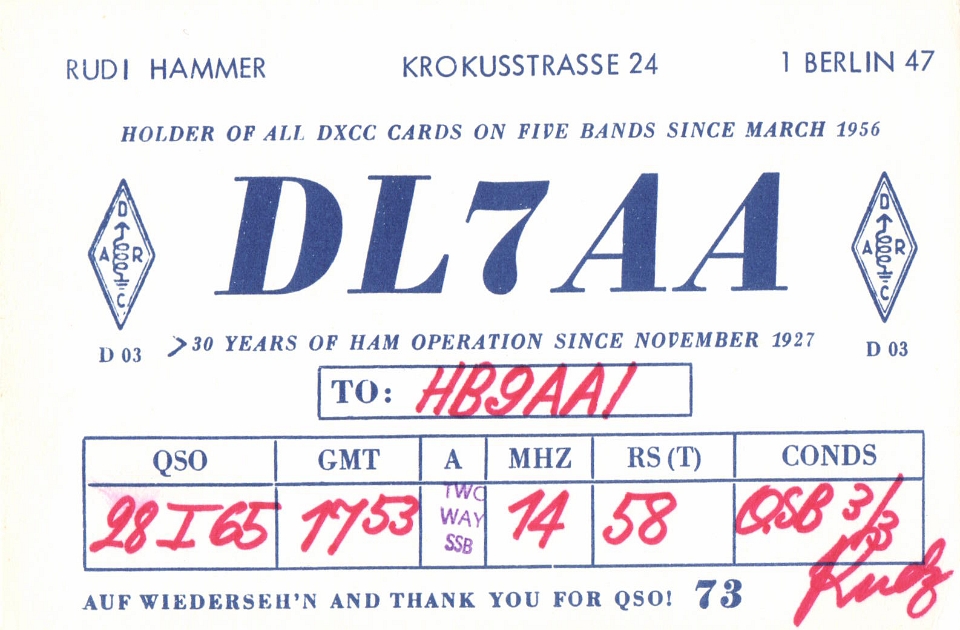 RUDI HAMMER KROKUSSTRASSE 24 1 BERLIN 47
HOLDER OF ALL DXCC CARDS ON FIVE BANDS SINCE MARCH 1956
DARC DL7AA DARC
D 03 >30 YEARS OF HAM OPERATION SINCE NOVEMBER 1927 D 03
TO: HB9AAI
QSO GMT A MHZ RS (T) CONDS
28 I 65 1753 TWO WAY SSB 14 58 QSB 3/3
Rudi
AUF WIEDERSEH'N AND THANK YOU FOR QSO! 73